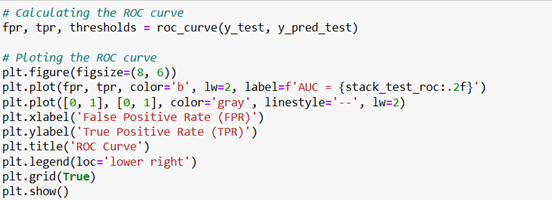 # Calculating the ROC curve
fpr, tpr, thresholds = roc_curve(y_test, y_pred_test)
# Ploting the ROC curve
plt.figure(figsize=(8, 6))
plt.plot(fpr, tpr, color='b', lw=2, label=f'AUC = {stack_test_roc:.2f}')
plt.plot([0, 1], [0, 1], color='gray', linestyle='--', lw=2)
plt.xlabel('False Positive Rate (FPR)')
plt.ylabel('True Positive Rate (TPR)')
plt.title('ROC Curve')
plt.legend(loc='lower right')
plt.grid(True)
plt.show()